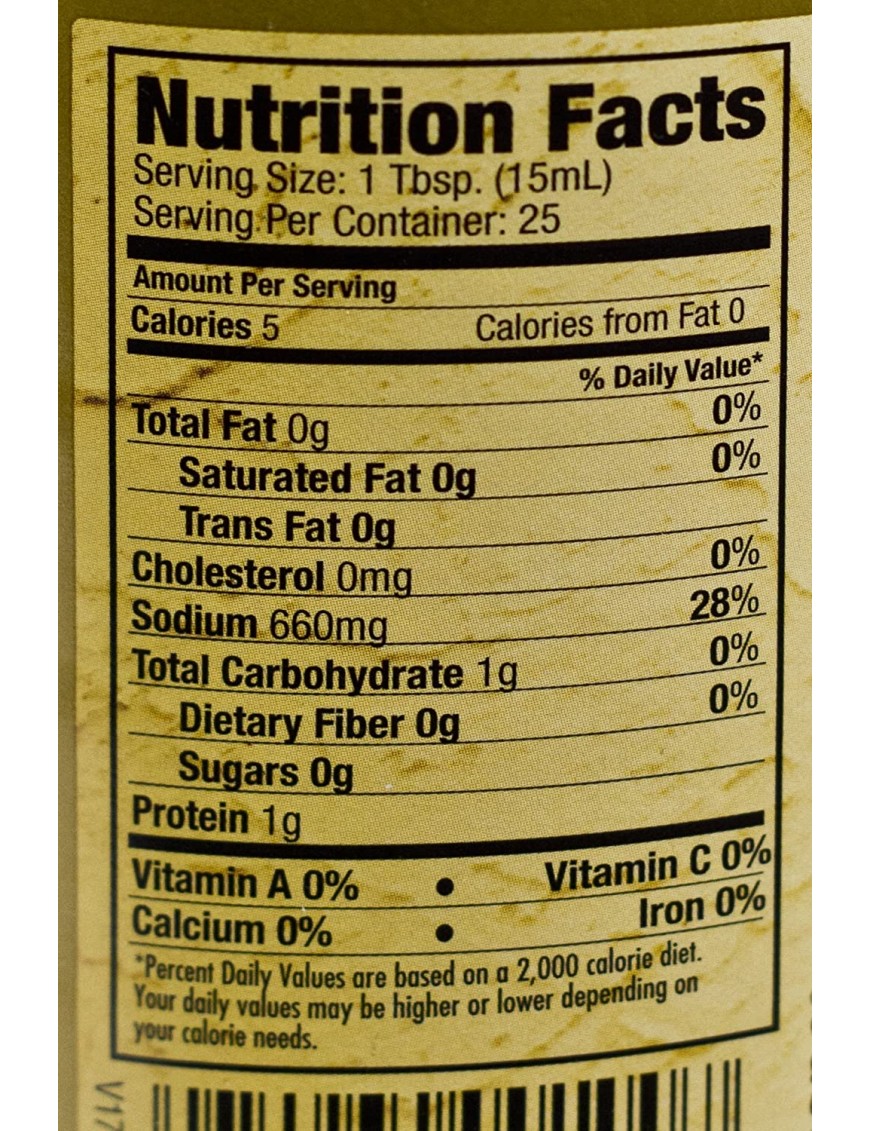 Nutrition Facts
Serving Size: 1 Tbsp. (15mL)
Serving Per Container: 25
Amount Per Serving
Calories 5 Calories from Fat 0
% Daily Value*
Total Fat 0g 0%
Saturated Fat 0g 0%
Trans Fat 0g
Cholesterol 0mg 0%
Sodium 660mg 28%
Total Carbohydrate 1g 0%
Dietary Fiber 0g 0%
Sugars 0g
Protein 1g
Vitamin A 0% • Vitamin C 0%
Calcium 0% • Iron 0%
*Percent Daily Values are based on a 2,000 calorie diet.
Your daily values may be higher or lower depending on
your calorie needs.
V17